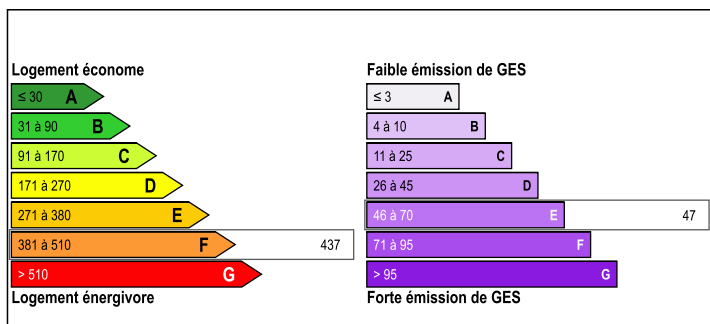 Logement économe
≤ 30 A
31 à 90 B
91 à 170 C
171 à 270 D
271 à 380 E
381 à 510 F 437
> 510 G
Logement énergivore
Faible émission de GES
≤ 3 A
4 à 10 B
11 à 25 C
26 à 45 D
46 à 70 E 47
71 à 95 F
> 95 G
Forte émission de GES